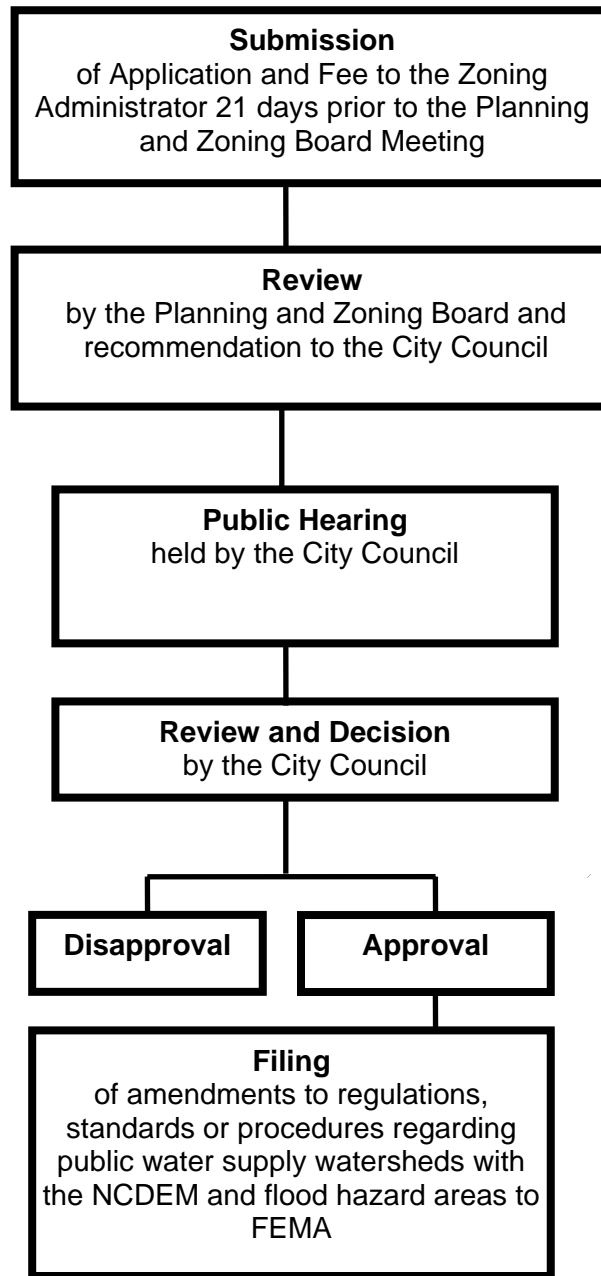 Submission
of Application and Fee to the Zoning
Administrator 21 days prior to the Planning
and Zoning Board Meeting
Review
by the Planning and Zoning Board and
recommendation to the City Council
Public Hearing
held by the City Council
Review and Decision
by the City Council
Disapproval
Approval
Filing
of amendments to regulations,
standards or procedures regarding
public water supply watersheds with
the NCDEM and flood hazard areas to
FEMA